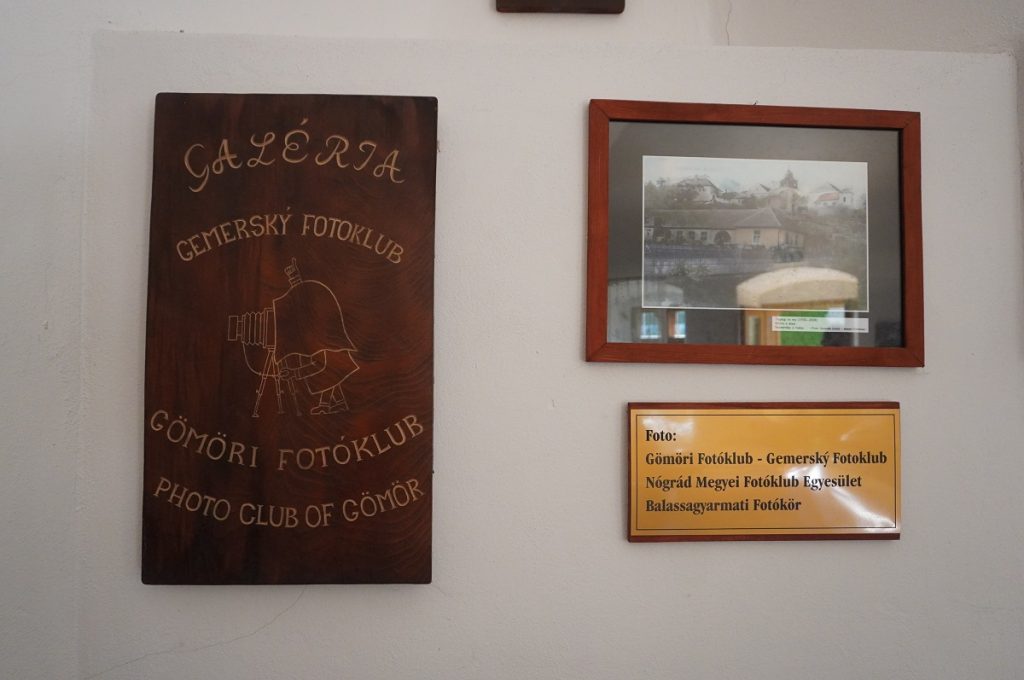 GALÉRIA
GEMERSKÝ FOTOKLUB
GÖMÖRI FOTÓKLUB
PHOTO CLUB OF GÖMÖR
Foto:
Gömöri Fotóklub - Gemerský Fotoklub
Nógrád Megyei Fotóklub Egyesület
Balassagyarmati Fotókör